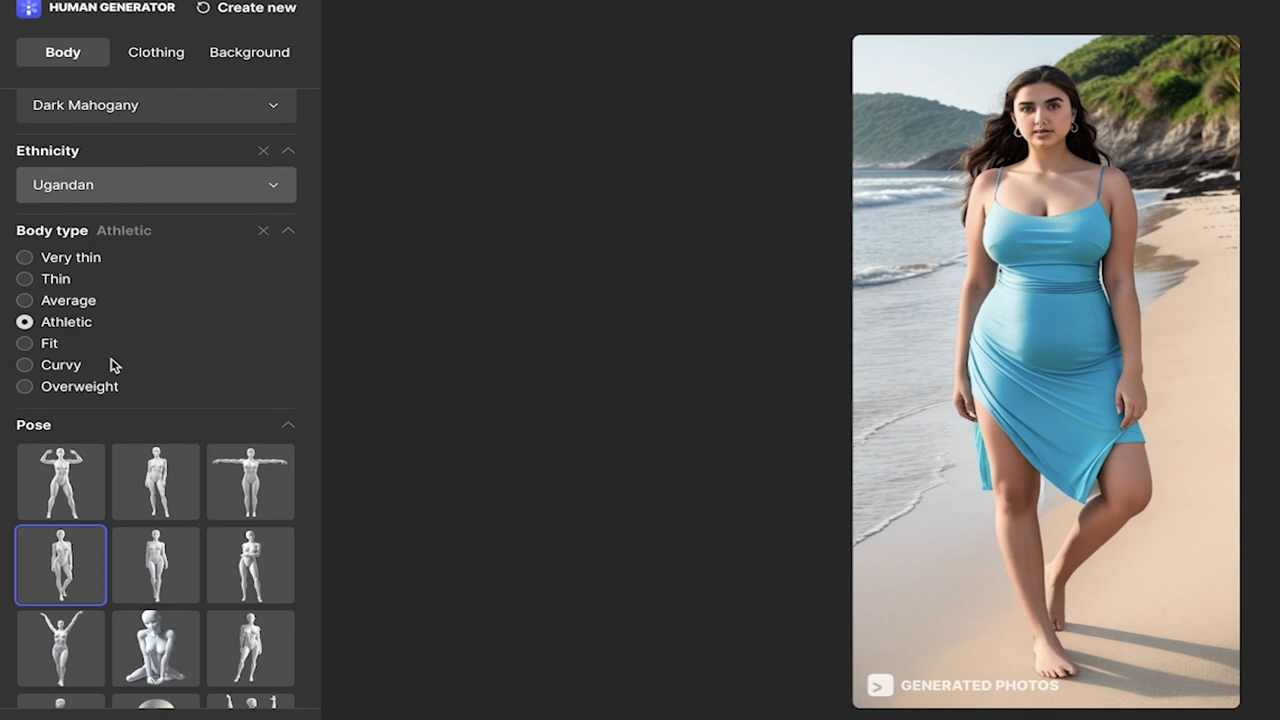 HUMAN GENERATOR
Create new
Body
Clothing
Background
Dark Mahogany
Ethnicity
Ugandan
Body type Athletic
Very thin
Thin
Average
Athletic
Fit
Curvy
Overweight
Pose
GENERATED PHOTOS